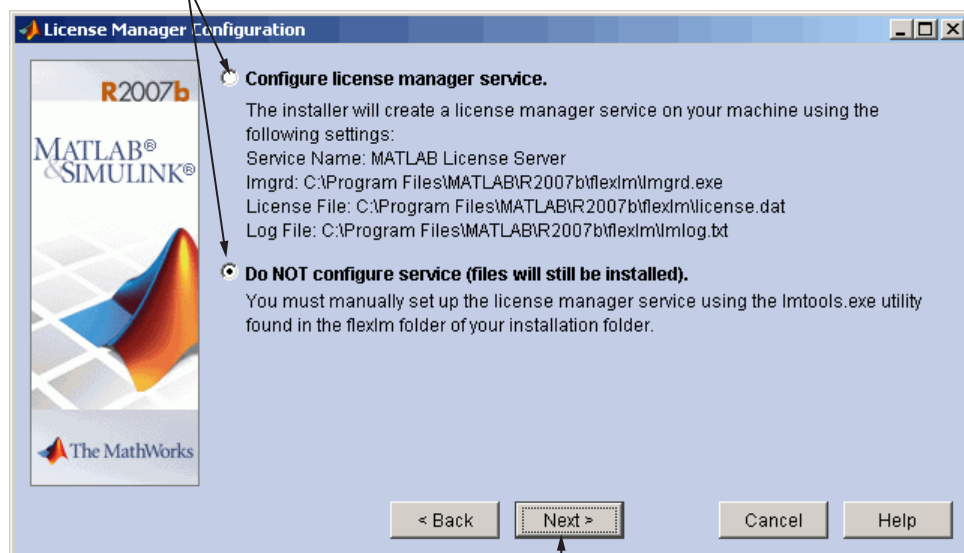 License Manager Configuration
R2007b
MATLAB®
&SIMULINK®
The MathWorks
Configure license manager service.
The installer will create a license manager service on your machine using the
following settings:
Service Name: MATLAB License Server
lmgrd: C:\Program Files\MATLAB\R2007b\flexlm\lmgrd.exe
License File: C:\Program Files\MATLAB\R2007b\flexlm\license.dat
Log File: C:\Program Files\MATLAB\R2007b\flexlm\lmlog.txt
Do NOT configure service (files will still be installed).
You must manually set up the license manager service using the lmtools.exe utility
found in the flexlm folder of your installation folder.
< Back
Next >
Cancel
Help